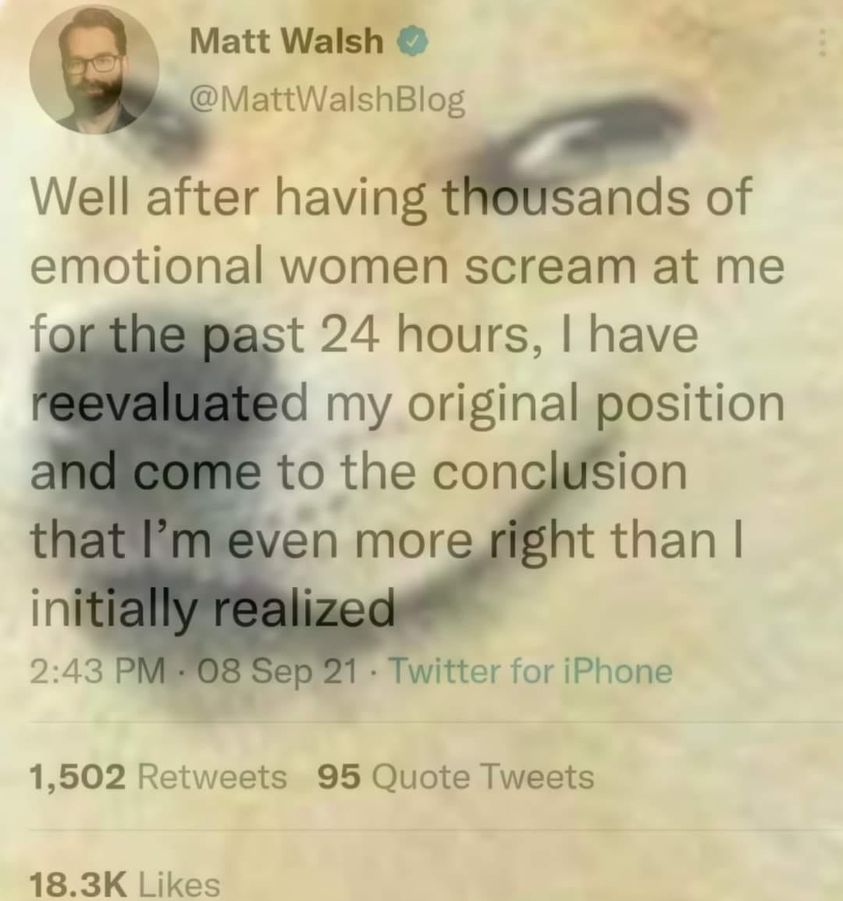 Matt Walsh
@MattWalshBlog
Well after having thousands of
emotional women scream at me
for the past 24 hours, I have
reevaluated my original position
and come to the conclusion
that I’m even more right than I
initially realized
2:43 PM · 08 Sep 21 · Twitter for iPhone
1,502 Retweets 95 Quote Tweets
18.3K Likes